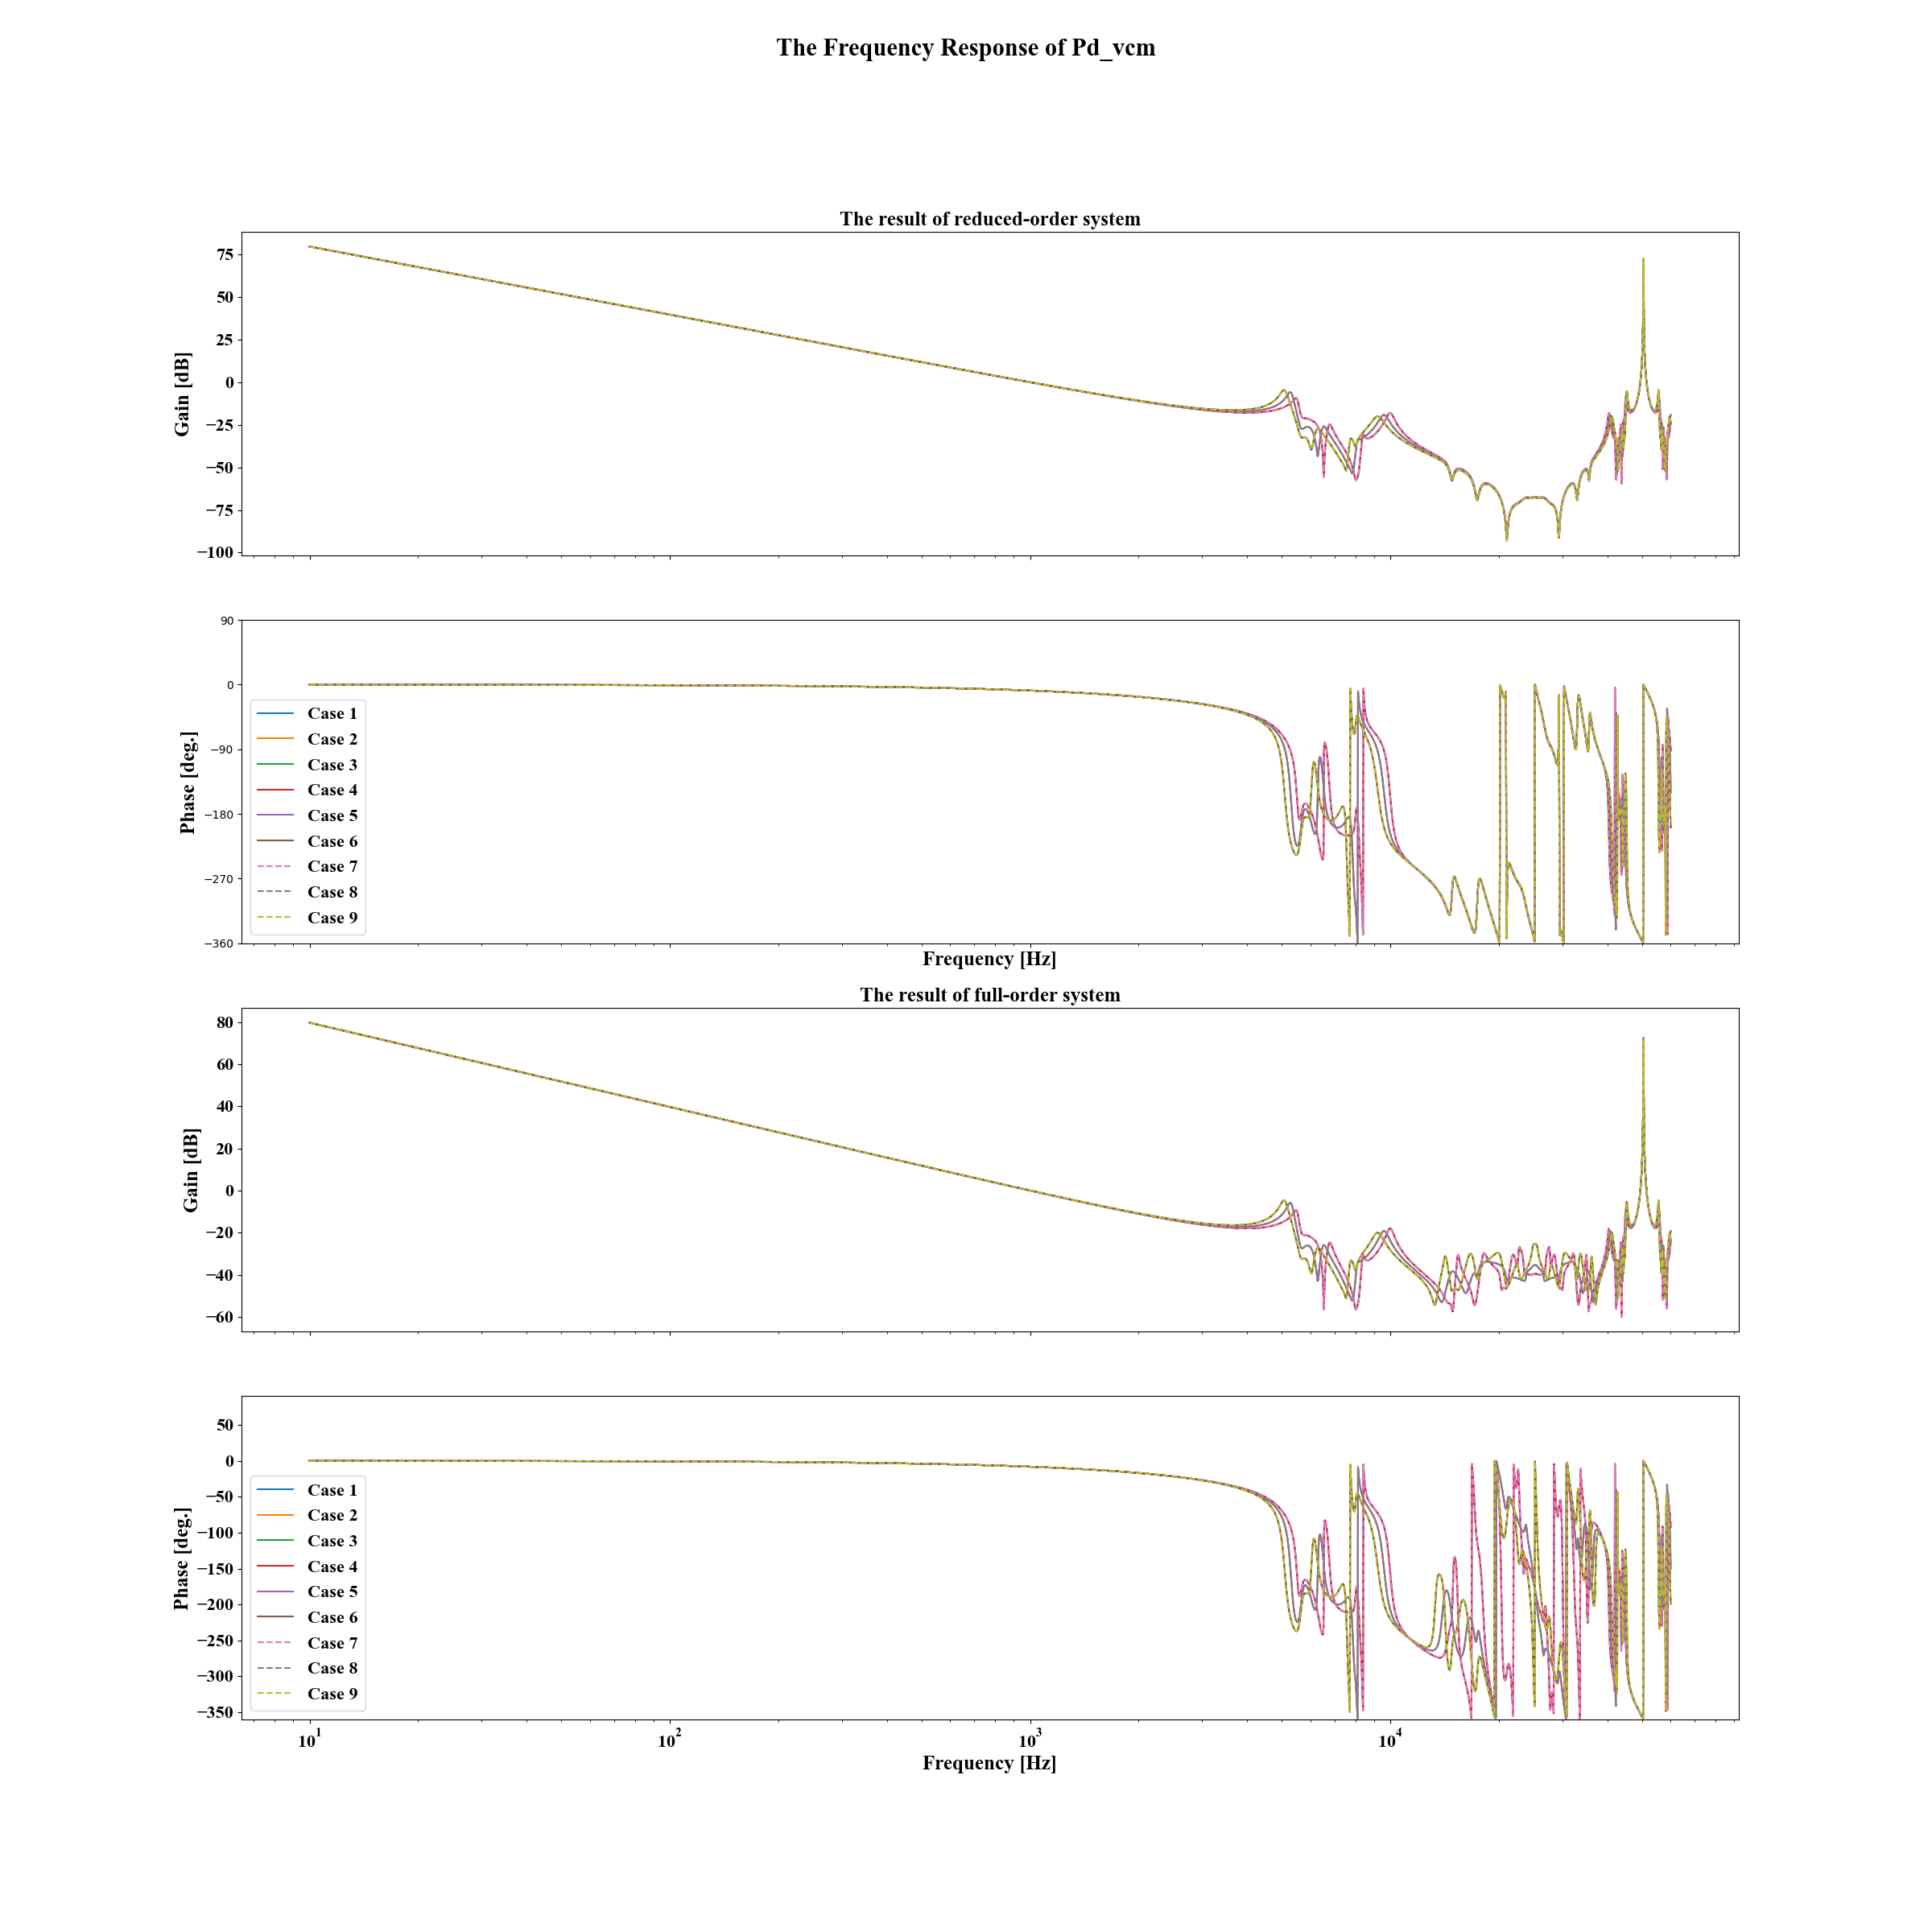 The Frequency Response of Pd_vcm
The result of reduced-order system
Gain [dB]
75
50
25
0
−25
−50
−75
−100
Phase [deg.]
90
0
−90
−180
−270
−360
Case 1
Case 2
Case 3
Case 4
Case 5
Case 6
Case 7
Case 8
Case 9
Frequency [Hz]
The result of full-order system
Gain [dB]
80
60
40
20
0
−20
−40
−60
Phase [deg.]
50
0
−50
−100
−150
−200
−250
−300
−350
Case 1
Case 2
Case 3
Case 4
Case 5
Case 6
Case 7
Case 8
Case 9
10¹ 10² 10³ 10⁴
Frequency [Hz]